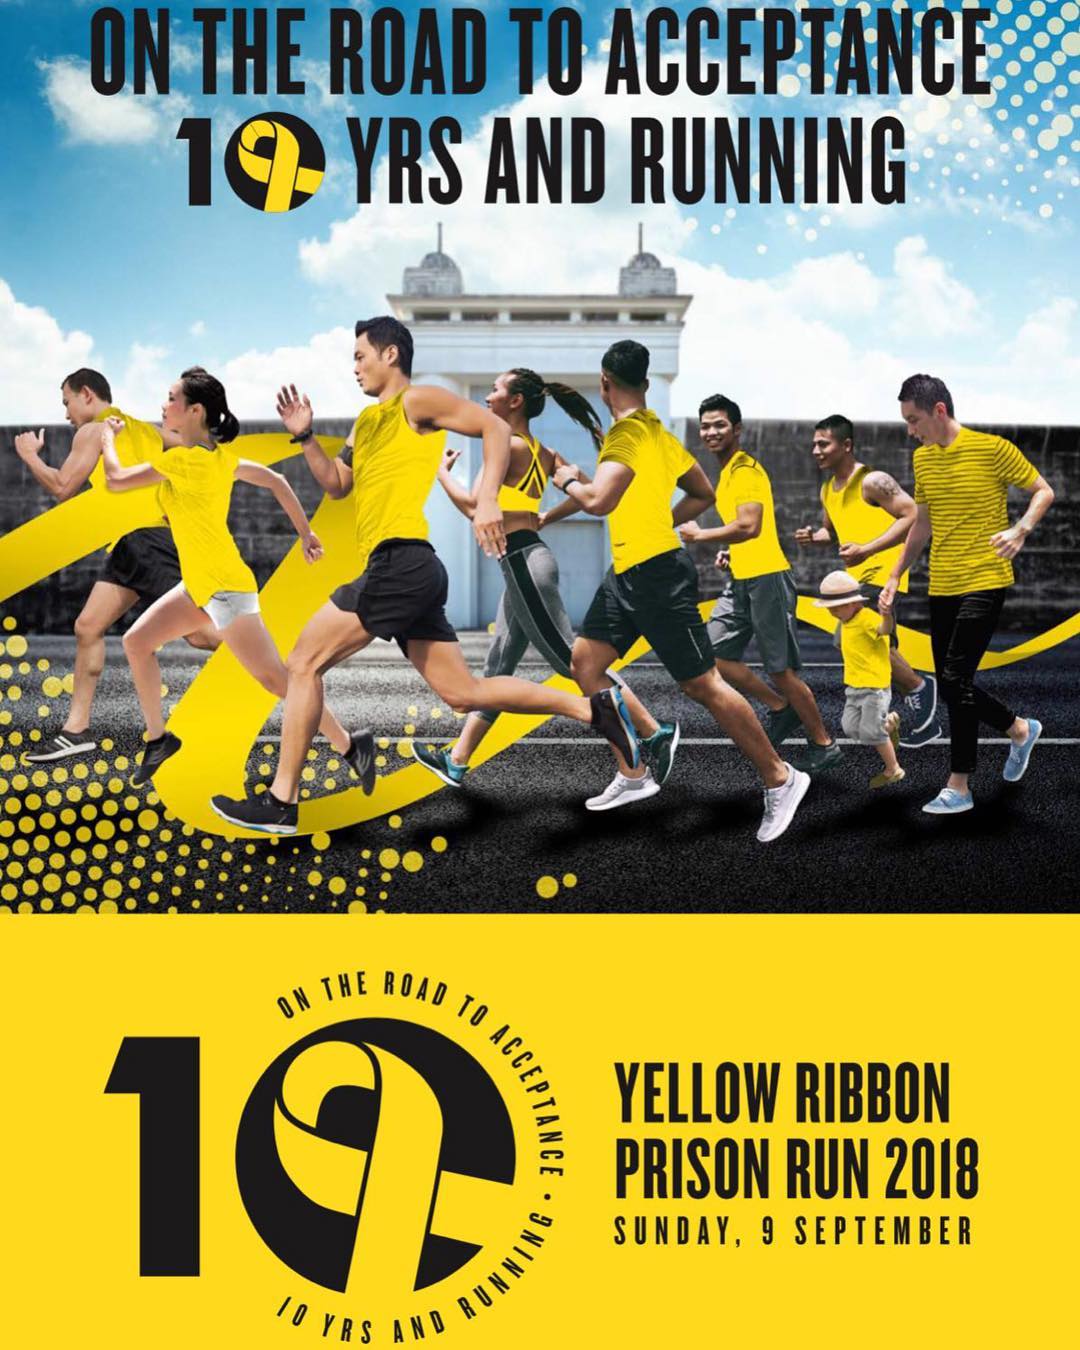 ON THE ROAD TO ACCEPTANCE
10 YRS AND RUNNING
10
ON THE ROAD TO ACCEPTANCE · 10 YRS AND RUNNING
YELLOW RIBBON
PRISON RUN 2018
SUNDAY, 9 SEPTEMBER